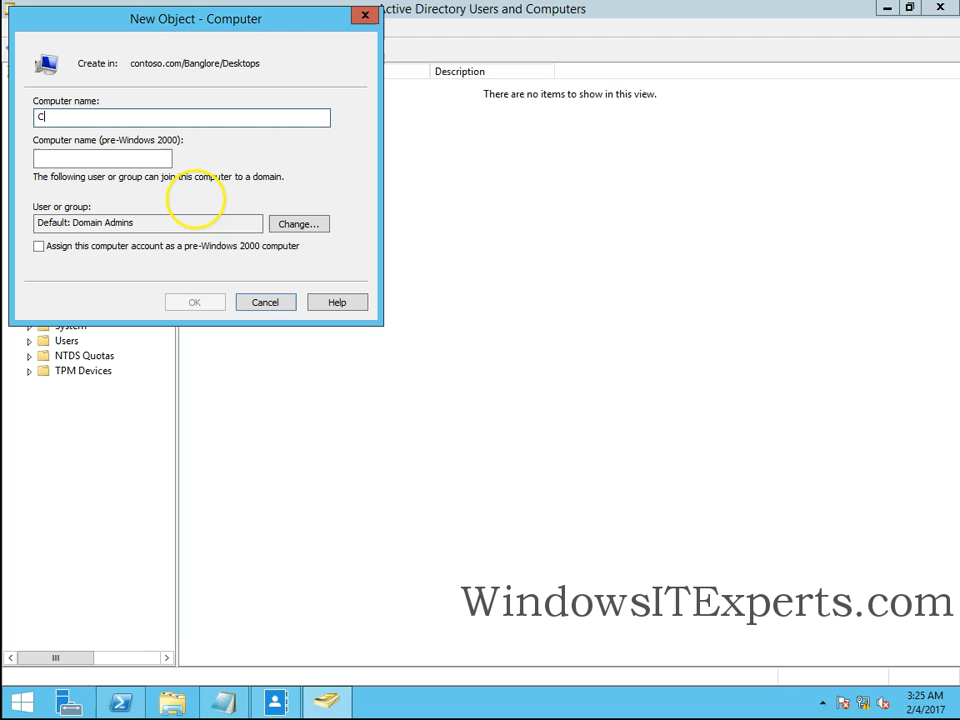 New Object - Computer
x
Active Directory Users and Computers
Create in: contoso.com/Banglore/Desktops
Description
There are no items to show in this view.
Computer name:
C
Computer name (pre-Windows 2000):
The following user or group can join this computer to a domain.
User or group:
Default: Domain Admins
Change...
Assign this computer account as a pre-Windows 2000 computer
OK
Cancel
Help
System
Users
NTDS Quotas
TPM Devices
WindowsITExperts.com
3:25 AM
2/4/2017